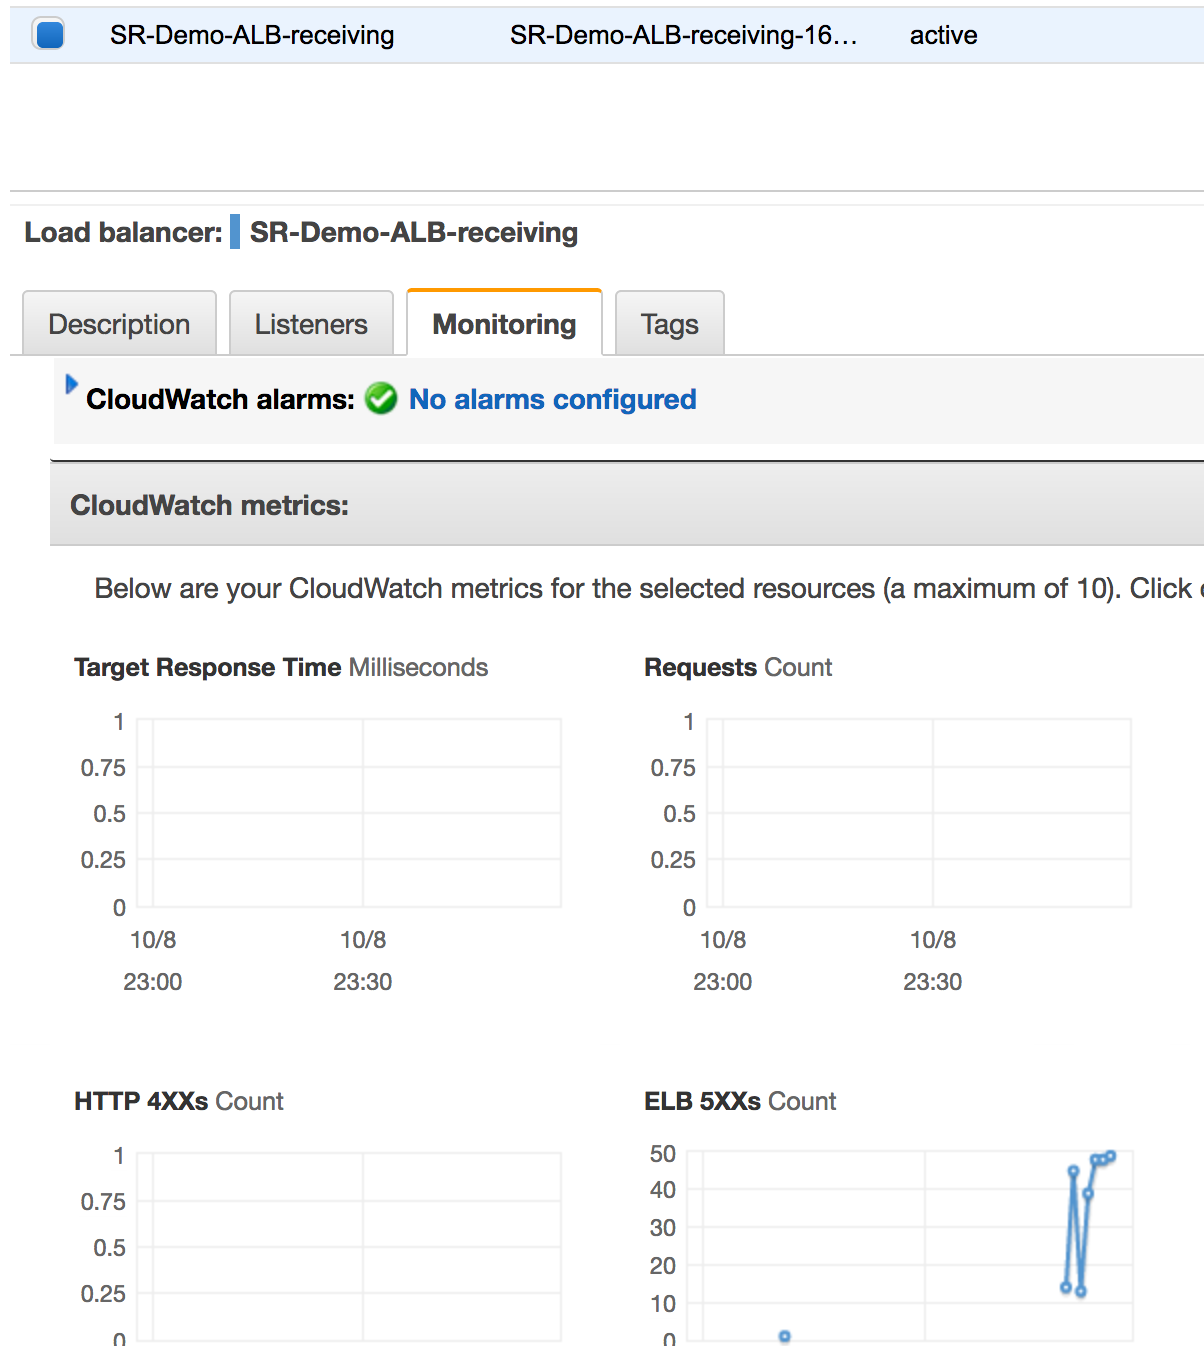 SR-Demo-ALB-receiving SR-Demo-ALB-receiving-16… active
Load balancer: SR-Demo-ALB-receiving
Description Listeners Monitoring Tags
CloudWatch alarms: No alarms configured
CloudWatch metrics:
Below are your CloudWatch metrics for the selected resources (a maximum of 10). Click
Target Response Time Milliseconds
1
0.75
0.5
0.25
0
10/8 10/8
23:00 23:30
Requests Count
1
0.75
0.5
0.25
0
10/8 10/8
23:00 23:30
HTTP 4XXs Count
1
0.75
0.5
0.25
0
ELB 5XXs Count
50
40
30
20
10
0